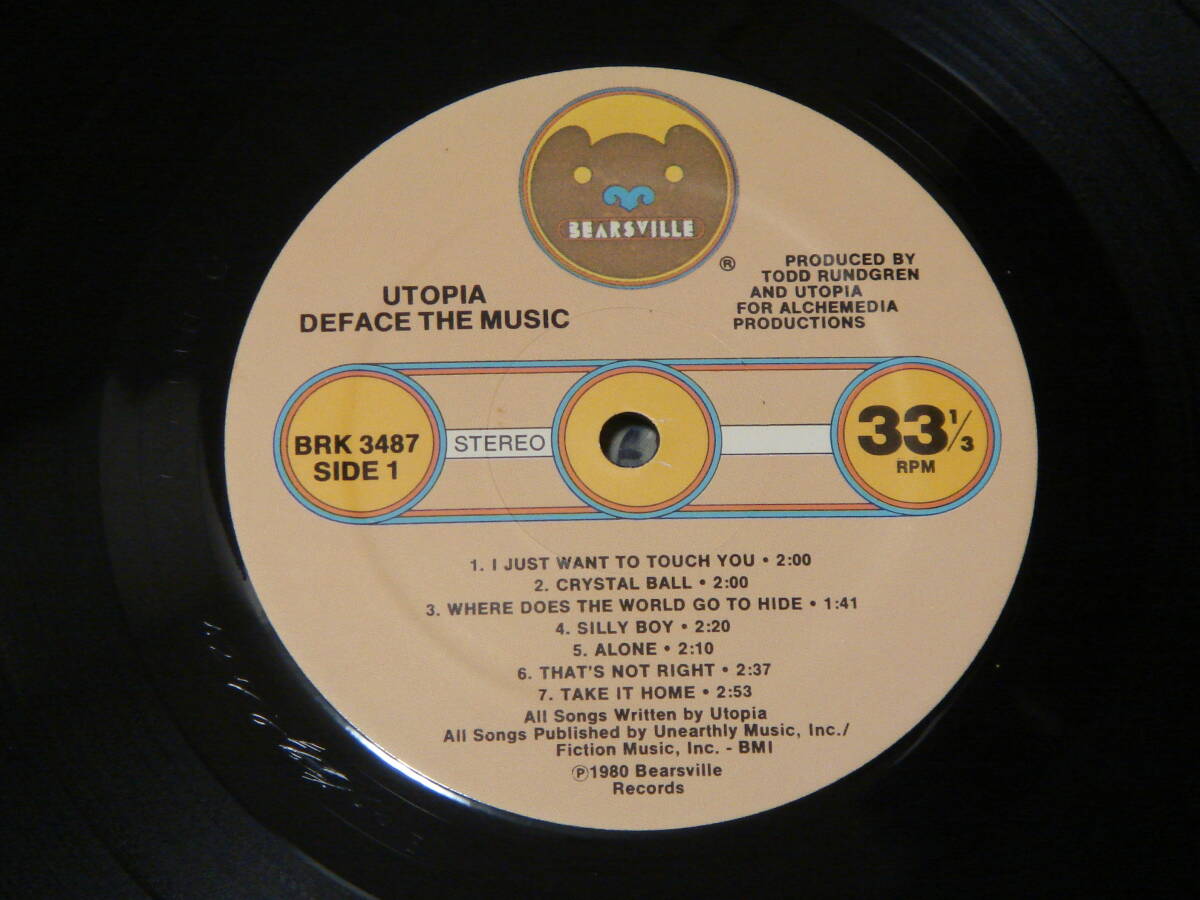 BEARSVILLE
®
UTOPIA
DEFACE THE MUSIC
PRODUCED BY
TODD RUNDGREN
AND UTOPIA
FOR ALCHEMEDIA
PRODUCTIONS
BRK 3487
SIDE 1
STEREO
33 1/3
RPM
1. I JUST WANT TO TOUCH YOU • 2:00
2. CRYSTAL BALL • 2:00
3. WHERE DOES THE WORLD GO TO HIDE • 1:41
4. SILLY BOY • 2:20
5. ALONE • 2:10
6. THAT'S NOT RIGHT • 2:37
7. TAKE IT HOME • 2:53
All Songs Written by Utopia
All Songs Published by Unearthly Music, Inc./
Fiction Music, Inc. - BMI
℗1980 Bearsville
Records